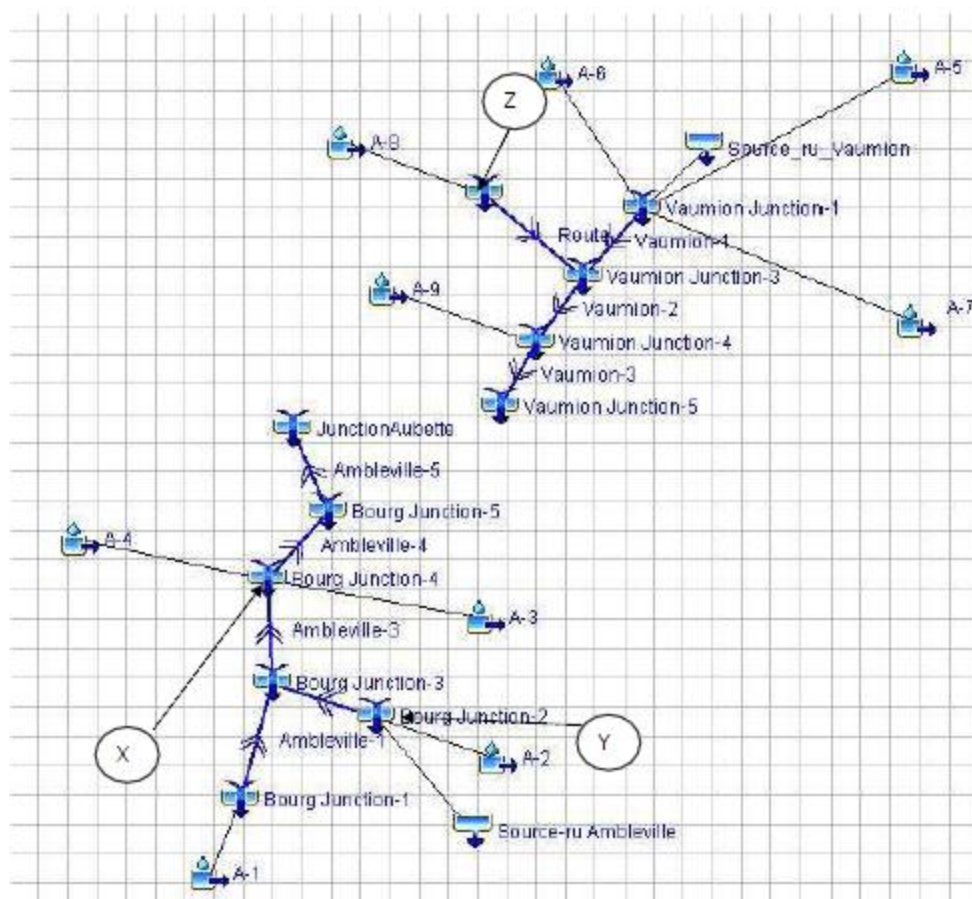 A-6
A-5
Z
A-8
Source_ru_Vaumion
Vaumion Junction-1
Route
Vaumion-1
Vaumion Junction-3
A-9
Vaumion-2
A-7
Vaumion Junction-4
Vaumion-3
Vaumion Junction-5
JunctionAubette
Ambleville-5
Bourg Junction-5
A-4
Ambleville-4
Bourg Junction-4
A-3
Ambleville-3
Bourg Junction-3
Bourg Junction-2
X
Ambleville-1
Y
A-2
Bourg Junction-1
Source-ru Ambleville
A-1